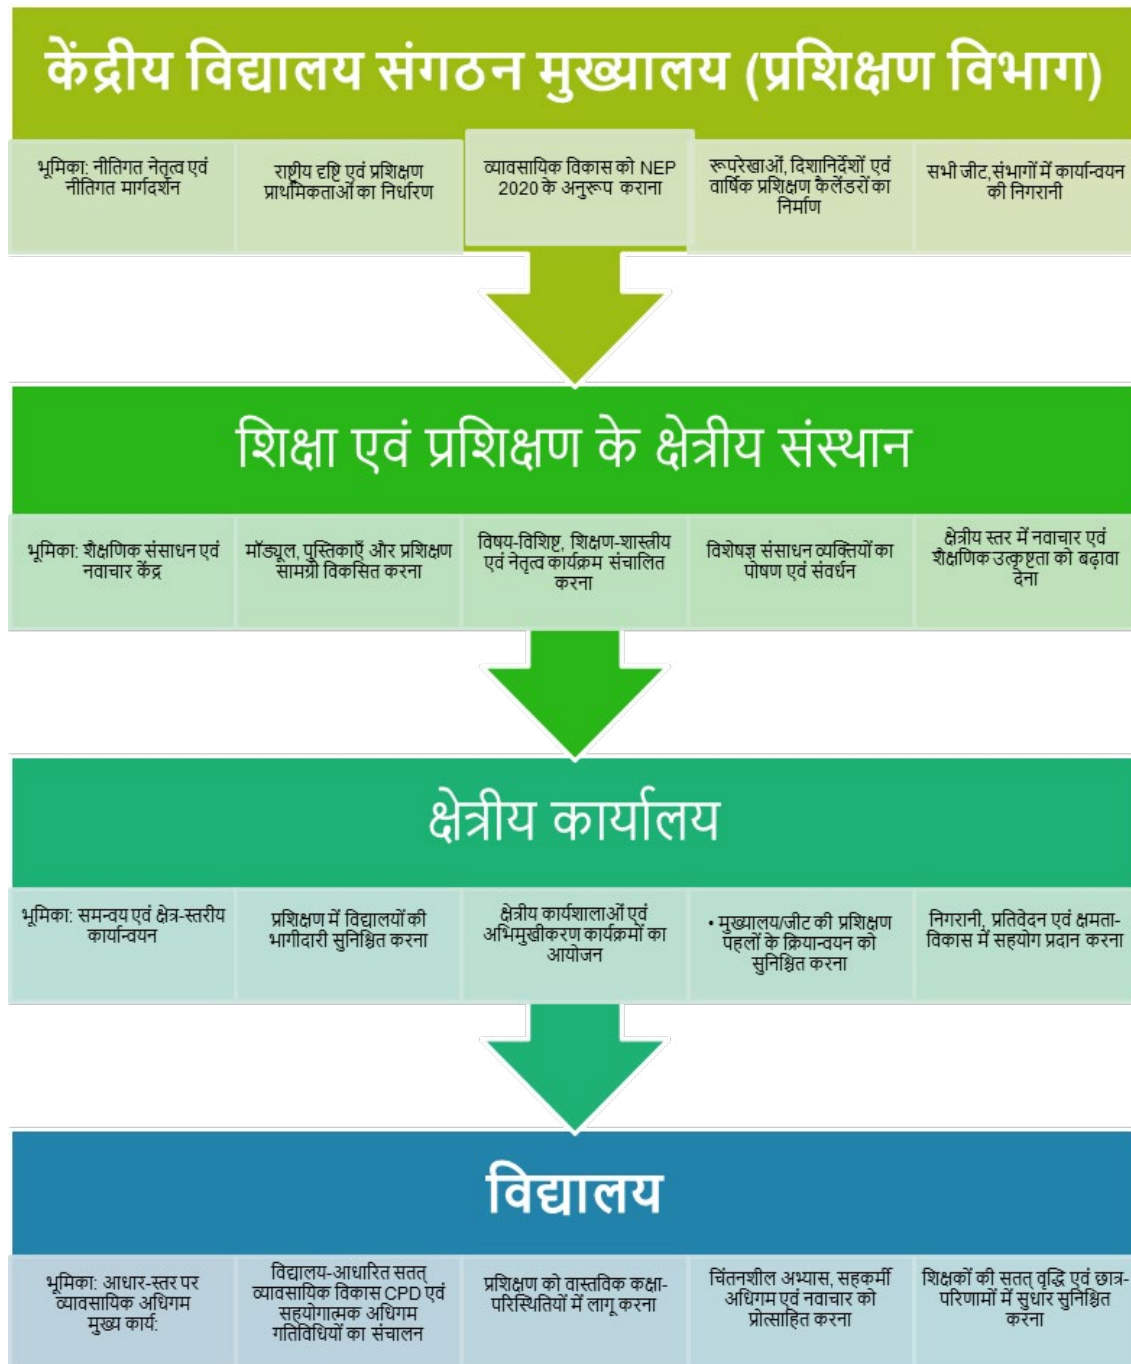 केंद्रीय विद्यालय संगठन मुख्यालय (प्रशिक्षण विभाग)
भूमिका: नीतिगत नेतृत्व एवं
नीतिगत मार्गदर्शन
राष्ट्रीय दृष्टि एवं प्रशिक्षण
प्राथमिकताओं का निर्धारण
व्यावसायिक विकास को NEP
2020 के अनुरूप कराना
रूपरेखाओं, दिशानिर्देशों एवं
वार्षिक प्रशिक्षण कैलेंडरों का
निर्माण
सभी जीट,संभागों में कार्यान्वयन
की निगरानी
शिक्षा एवं प्रशिक्षण के क्षेत्रीय संस्थान
भूमिका: शैक्षणिक संसाधन एवं
नवाचार केंद्र
मॉड्यूल, पुस्तिकाएँ और प्रशिक्षण
सामग्री विकसित करना
विषय-विशिष्ट, शिक्षण-शास्त्रीय
एवं नेतृत्व कार्यक्रम संचालित
करना
विशेषज्ञ संसाधन व्यक्तियों का
पोषण एवं संवर्धन
क्षेत्रीय स्तर में नवाचार एवं
शैक्षणिक उत्कृष्टता को बढ़ावा
देना
क्षेत्रीय कार्यालय
भूमिका: समन्वय एवं क्षेत्र-स्तरीय
कार्यान्वयन
प्रशिक्षण में विद्यालयों की
भागीदारी सुनिश्चित करना
क्षेत्रीय कार्यशालाओं एवं
अभिमुखीकरण कार्यक्रमों का
आयोजन
• मुख्यालय/जीट की प्रशिक्षण
पहलों के क्रियान्वयन को
सुनिश्चित करना
निगरानी, प्रतिवेदन एवं क्षमता-
विकास में सहयोग प्रदान करना
विद्यालय
भूमिका: आधार-स्तर पर
व्यावसायिक अधिगम
मुख्य कार्य:
विद्यालय-आधारित सतत्
व्यावसायिक विकास CPD एवं
सहयोगात्मक अधिगम
गतिविधियों का संचालन
प्रशिक्षण को वास्तविक कक्षा-
परिस्थितियों में लागू करना
चिंतनशील अभ्यास, सहकर्मी
अधिगम एवं नवाचार को
प्रोत्साहित करना
शिक्षकों की सतत वृद्धि एवं छात्र-
परिणामों में सुधार सुनिश्चित
करना